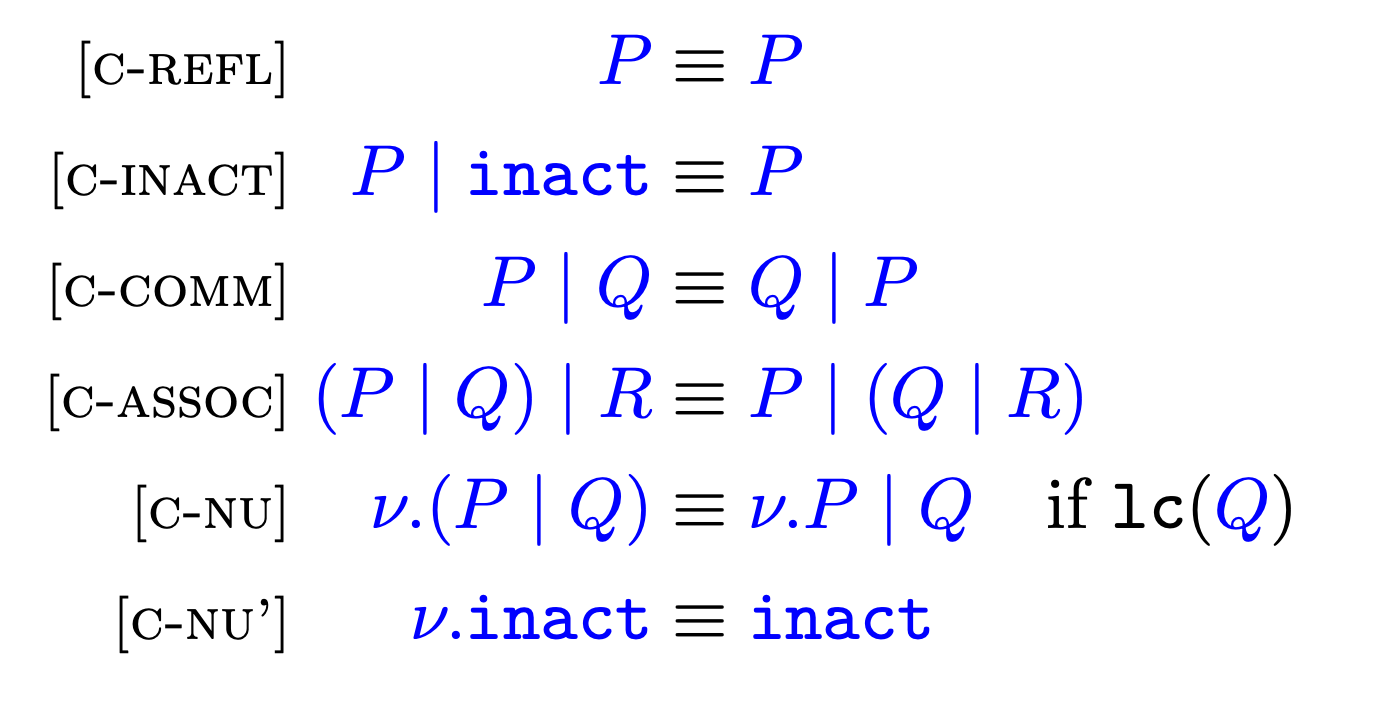 [C-REFL] P ≡ P
[C-INACT] P | inact ≡ P
[C-COMM] P | Q ≡ Q | P
[C-ASSOC] (P | Q) | R ≡ P | (Q | R)
[C-NU] ν.(P | Q) ≡ ν.P | Q if lc(Q)
[C-NU’] ν.inact ≡ inact